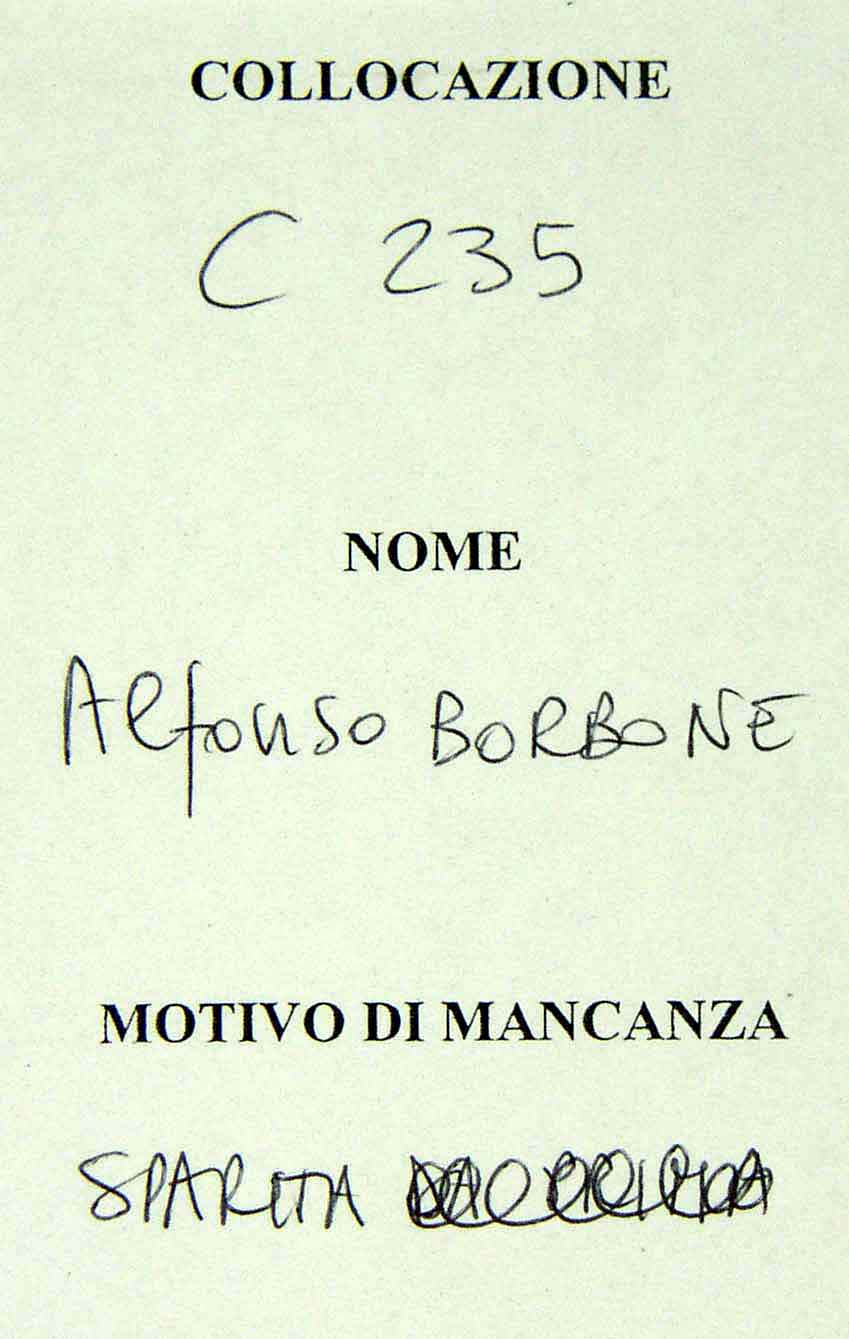 COLLOCAZIONE
C 235
NOME
Alfonso BORBONE
MOTIVO DI MANCANZA
SPARITA